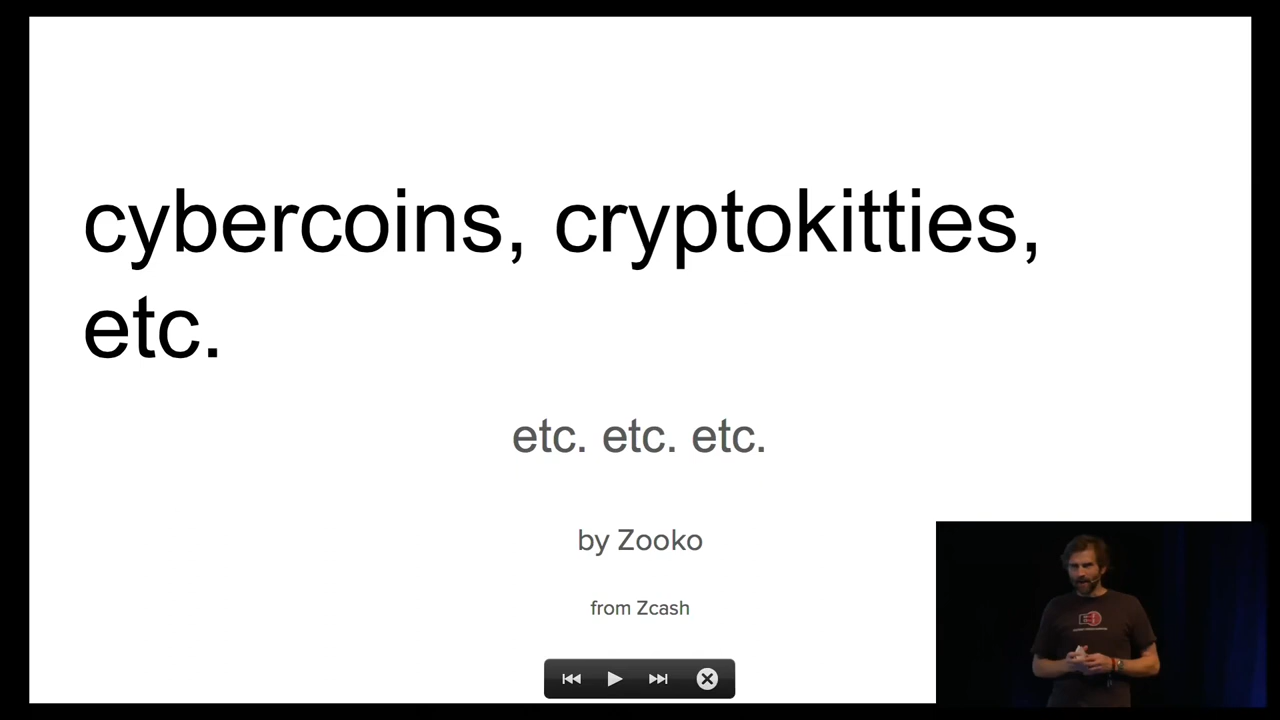 cybercoins, cryptokitties,
etc.
etc. etc. etc.
by Zooko
from Zcash